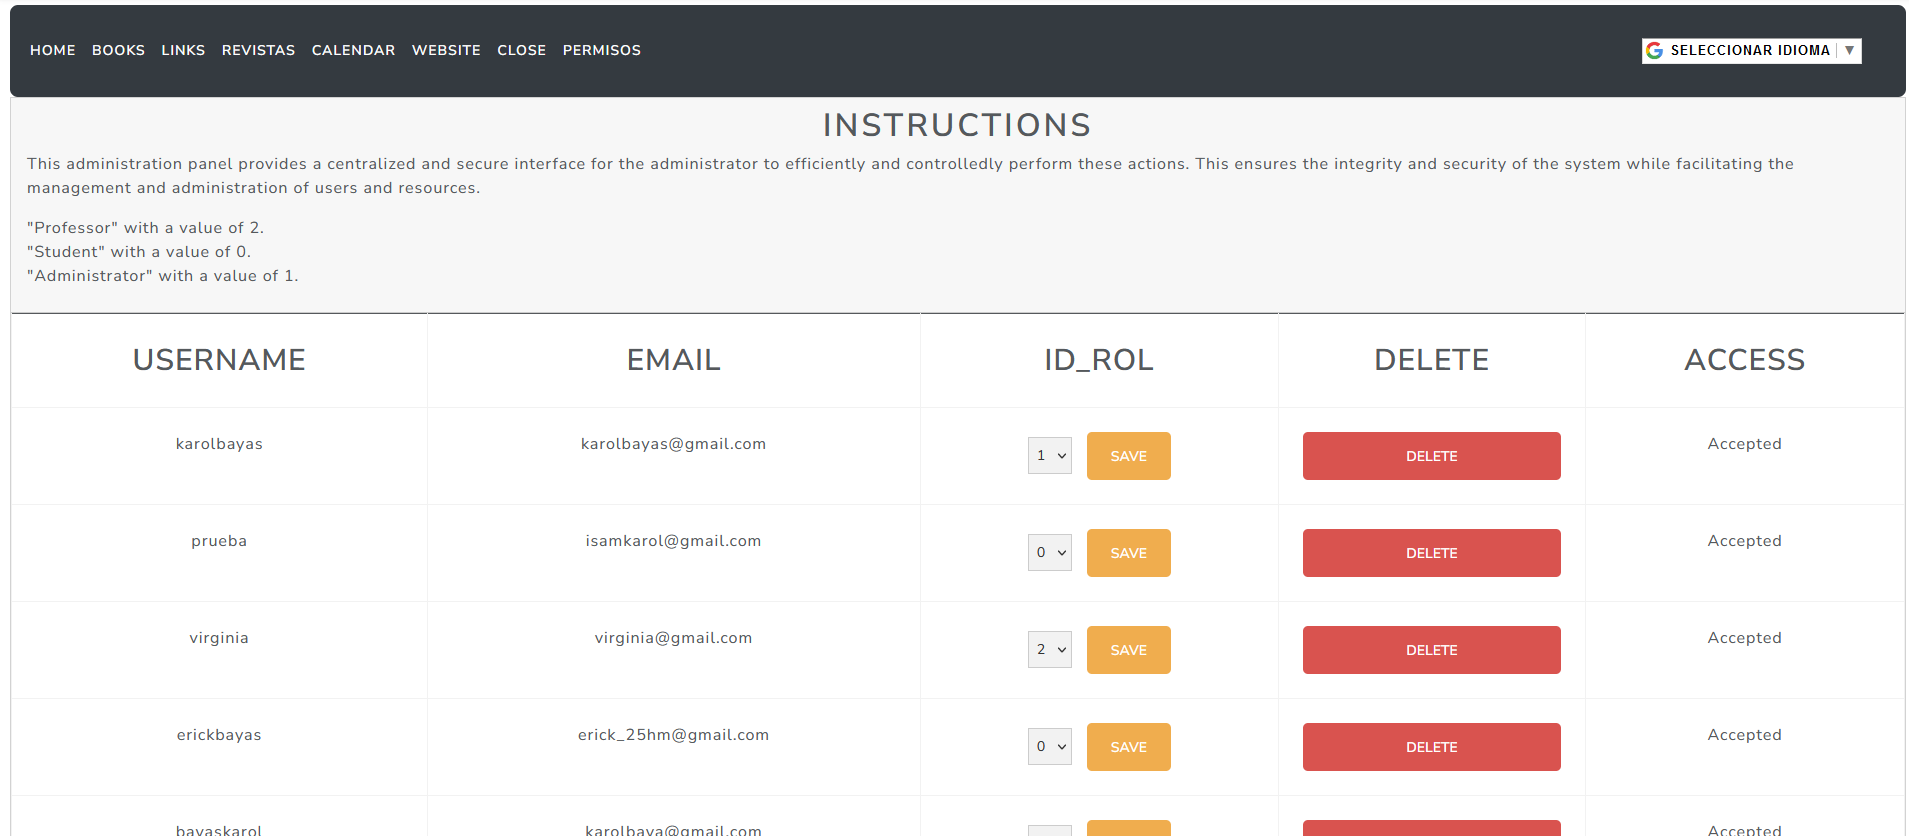 HOME BOOKS LINKS REVISTAS CALENDAR WEBSITE CLOSE PERMISOS SELECCIONAR IDIOMA ▼
INSTRUCTIONS
This administration panel provides a centralized and secure interface for the administrator to efficiently and controlledly perform these actions. This ensures the integrity and security of the system while facilitating the
management and administration of users and resources.
"Professor" with a value of 2.
"Student" with a value of 0.
"Administrator" with a value of 1.
USERNAME EMAIL ID_ROL DELETE ACCESS
karolbayas karolbayas@gmail.com 1 SAVE DELETE Accepted
prueba isamkarol@gmail.com 0 SAVE DELETE Accepted
virginia virginia@gmail.com 2 SAVE DELETE Accepted
erickbayas erick_25hm@gmail.com 0 SAVE DELETE Accepted
bayaskarol karolbaya@gmail.com Accepted